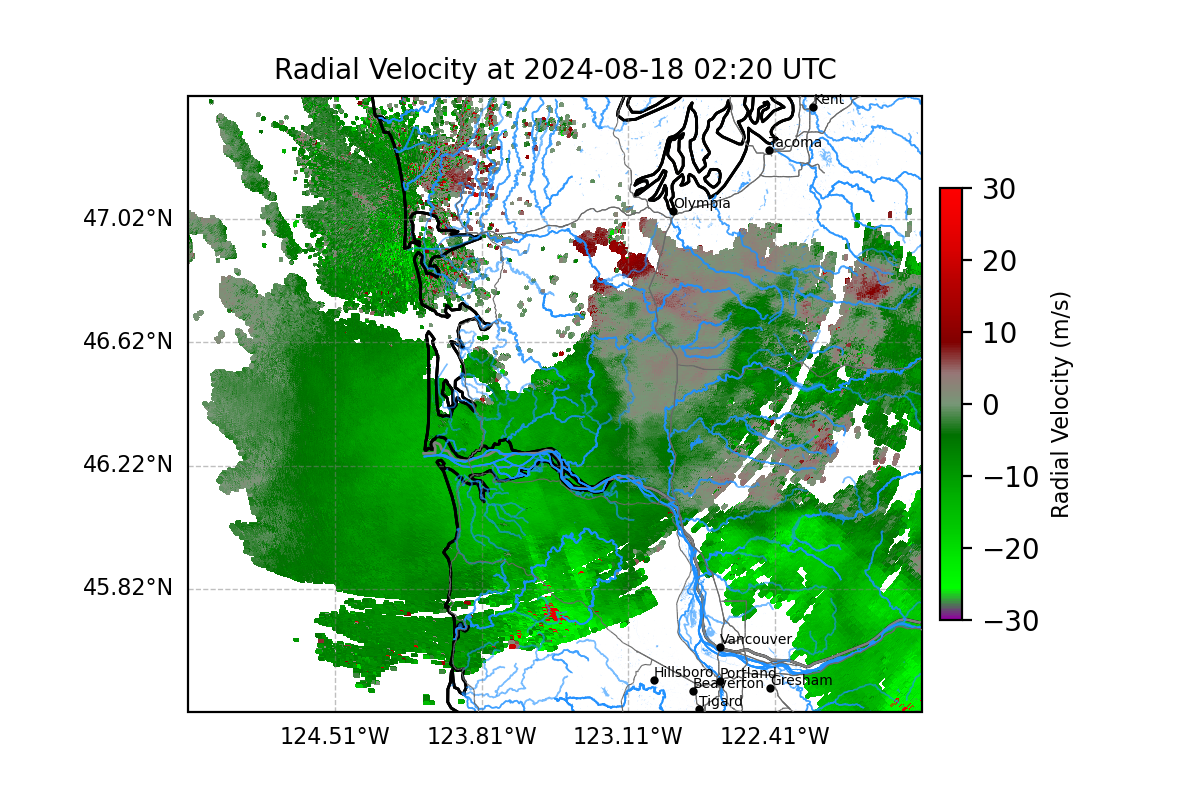 Radial Velocity at 2024-08-18 02:20 UTC
Kent
Tacoma
Olympia
47.02°N
46.62°N
46.22°N
45.82°N
Vancouver
Hillsboro
Portland
Beaverton
Gresham
Tigard
124.51°W
123.81°W
123.11°W
122.41°W
30
20
10
0
−10
−20
−30
Radial Velocity (m/s)